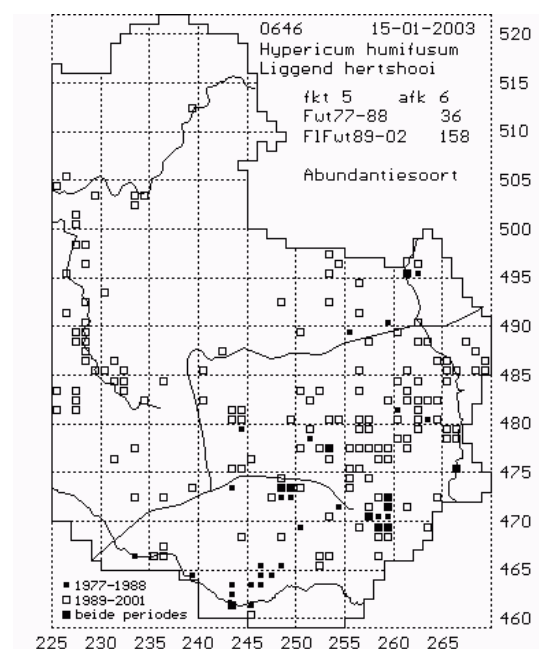 0646 15-01-2003
Hypericum humifusum
Liggend hertshooi
fkt 5 afk 6
Fwt77-88 36
FlFwt89-02 158
Abundantiesoort
520
515
510
505
500
495
490
485
480
475
470
465
460
1977-1988
1989-2001
beide periodes
225 230 235 240 245 250 255 260 265